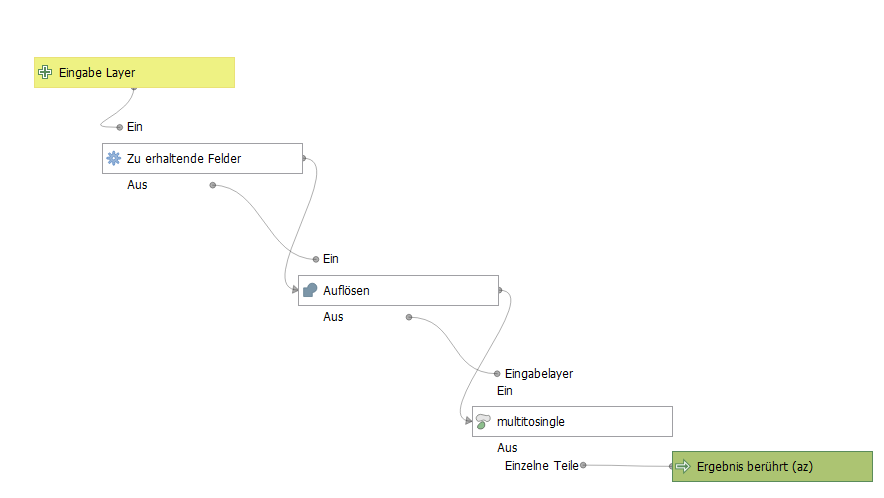 Eingabe Layer
Ein
Zu erhaltende Felder
Aus
Ein
Auflösen
Aus
Eingabelayer
Ein
multitosingle
Aus
Einzelne Teile
Ergebnis berührt (az)